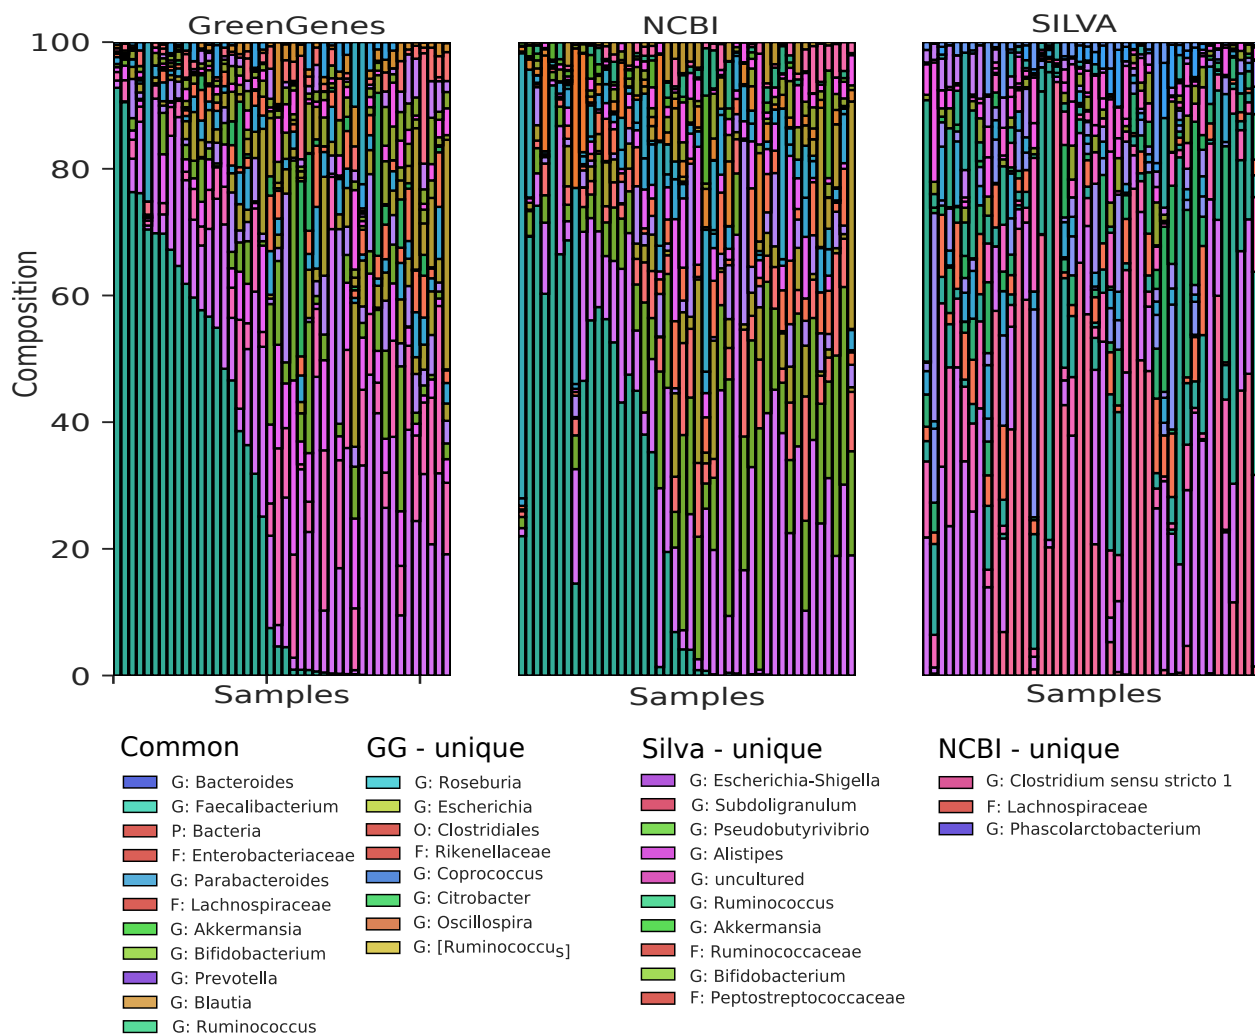 GreenGenes
NCBI
SILVA
100
80
60
40
20
0
Composition
Samples
Samples
Samples
Common
G: Bacteroides
G: Faecalibacterium
P: Bacteria
F: Enterobacteriaceae
G: Parabacteroides
F: Lachnospiraceae
G: Akkermansia
G: Bifidobacterium
G: Prevotella
G: Blautia
G: Ruminococcus
GG - unique
G: Roseburia
G: Escherichia
O: Clostridiales
F: Rikenellaceae
G: Coprococcus
G: Citrobacter
G: Oscillospira
G: [Ruminococcus]
Silva - unique
G: Escherichia-Shigella
G: Subdoligranulum
G: Pseudobutyrivibrio
G: Alistipes
G: uncultured
G: Ruminococcus
G: Akkermansia
F: Ruminococcaceae
G: Bifidobacterium
F: Peptostreptococcaceae
NCBI - unique
G: Clostridium sensu stricto 1
F: Lachnospiraceae
G: Phascolarctobacterium